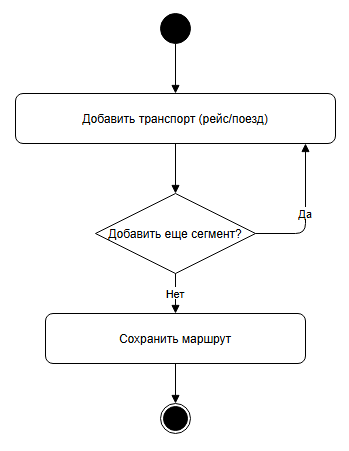 Добавить транспорт (рейс/поезд)
Добавить еще сегмент?
Да
Нет
Сохранить маршрут